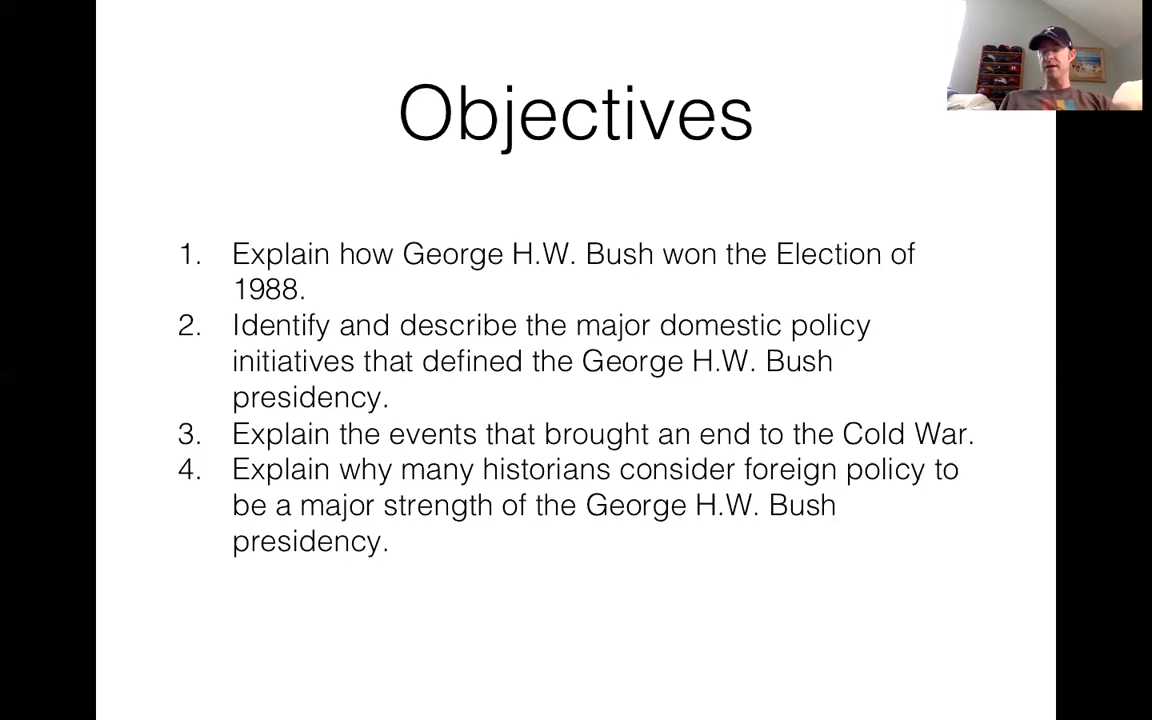 Objectives
1. Explain how George H.W. Bush won the Election of
1988.
2. Identify and describe the major domestic policy
initiatives that defined the George H.W. Bush
presidency.
3. Explain the events that brought an end to the Cold War.
4. Explain why many historians consider foreign policy to
be a major strength of the George H.W. Bush
presidency.